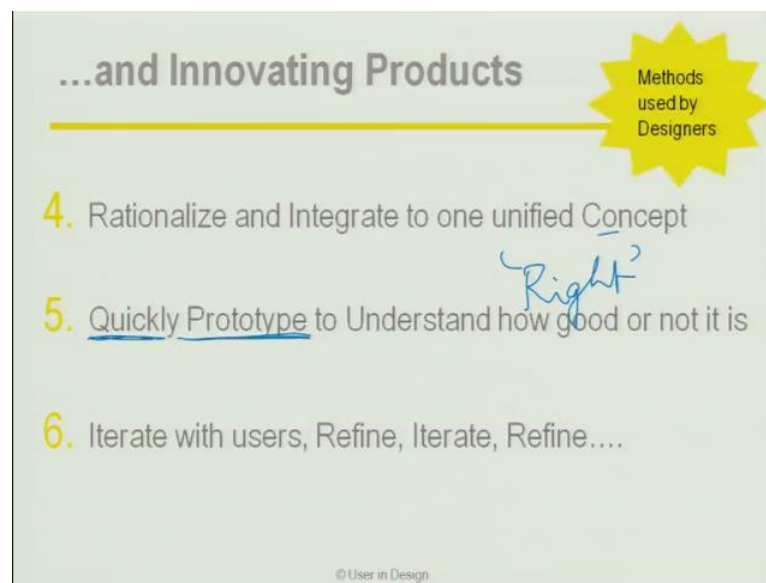 ...and Innovating Products
Methods
used by
Designers
4. Rationalize and Integrate to one unified Concept
‘Right’
5. Quickly Prototype to Understand how good or not it is
6. Iterate with users, Refine, Iterate, Refine....
© User in Design